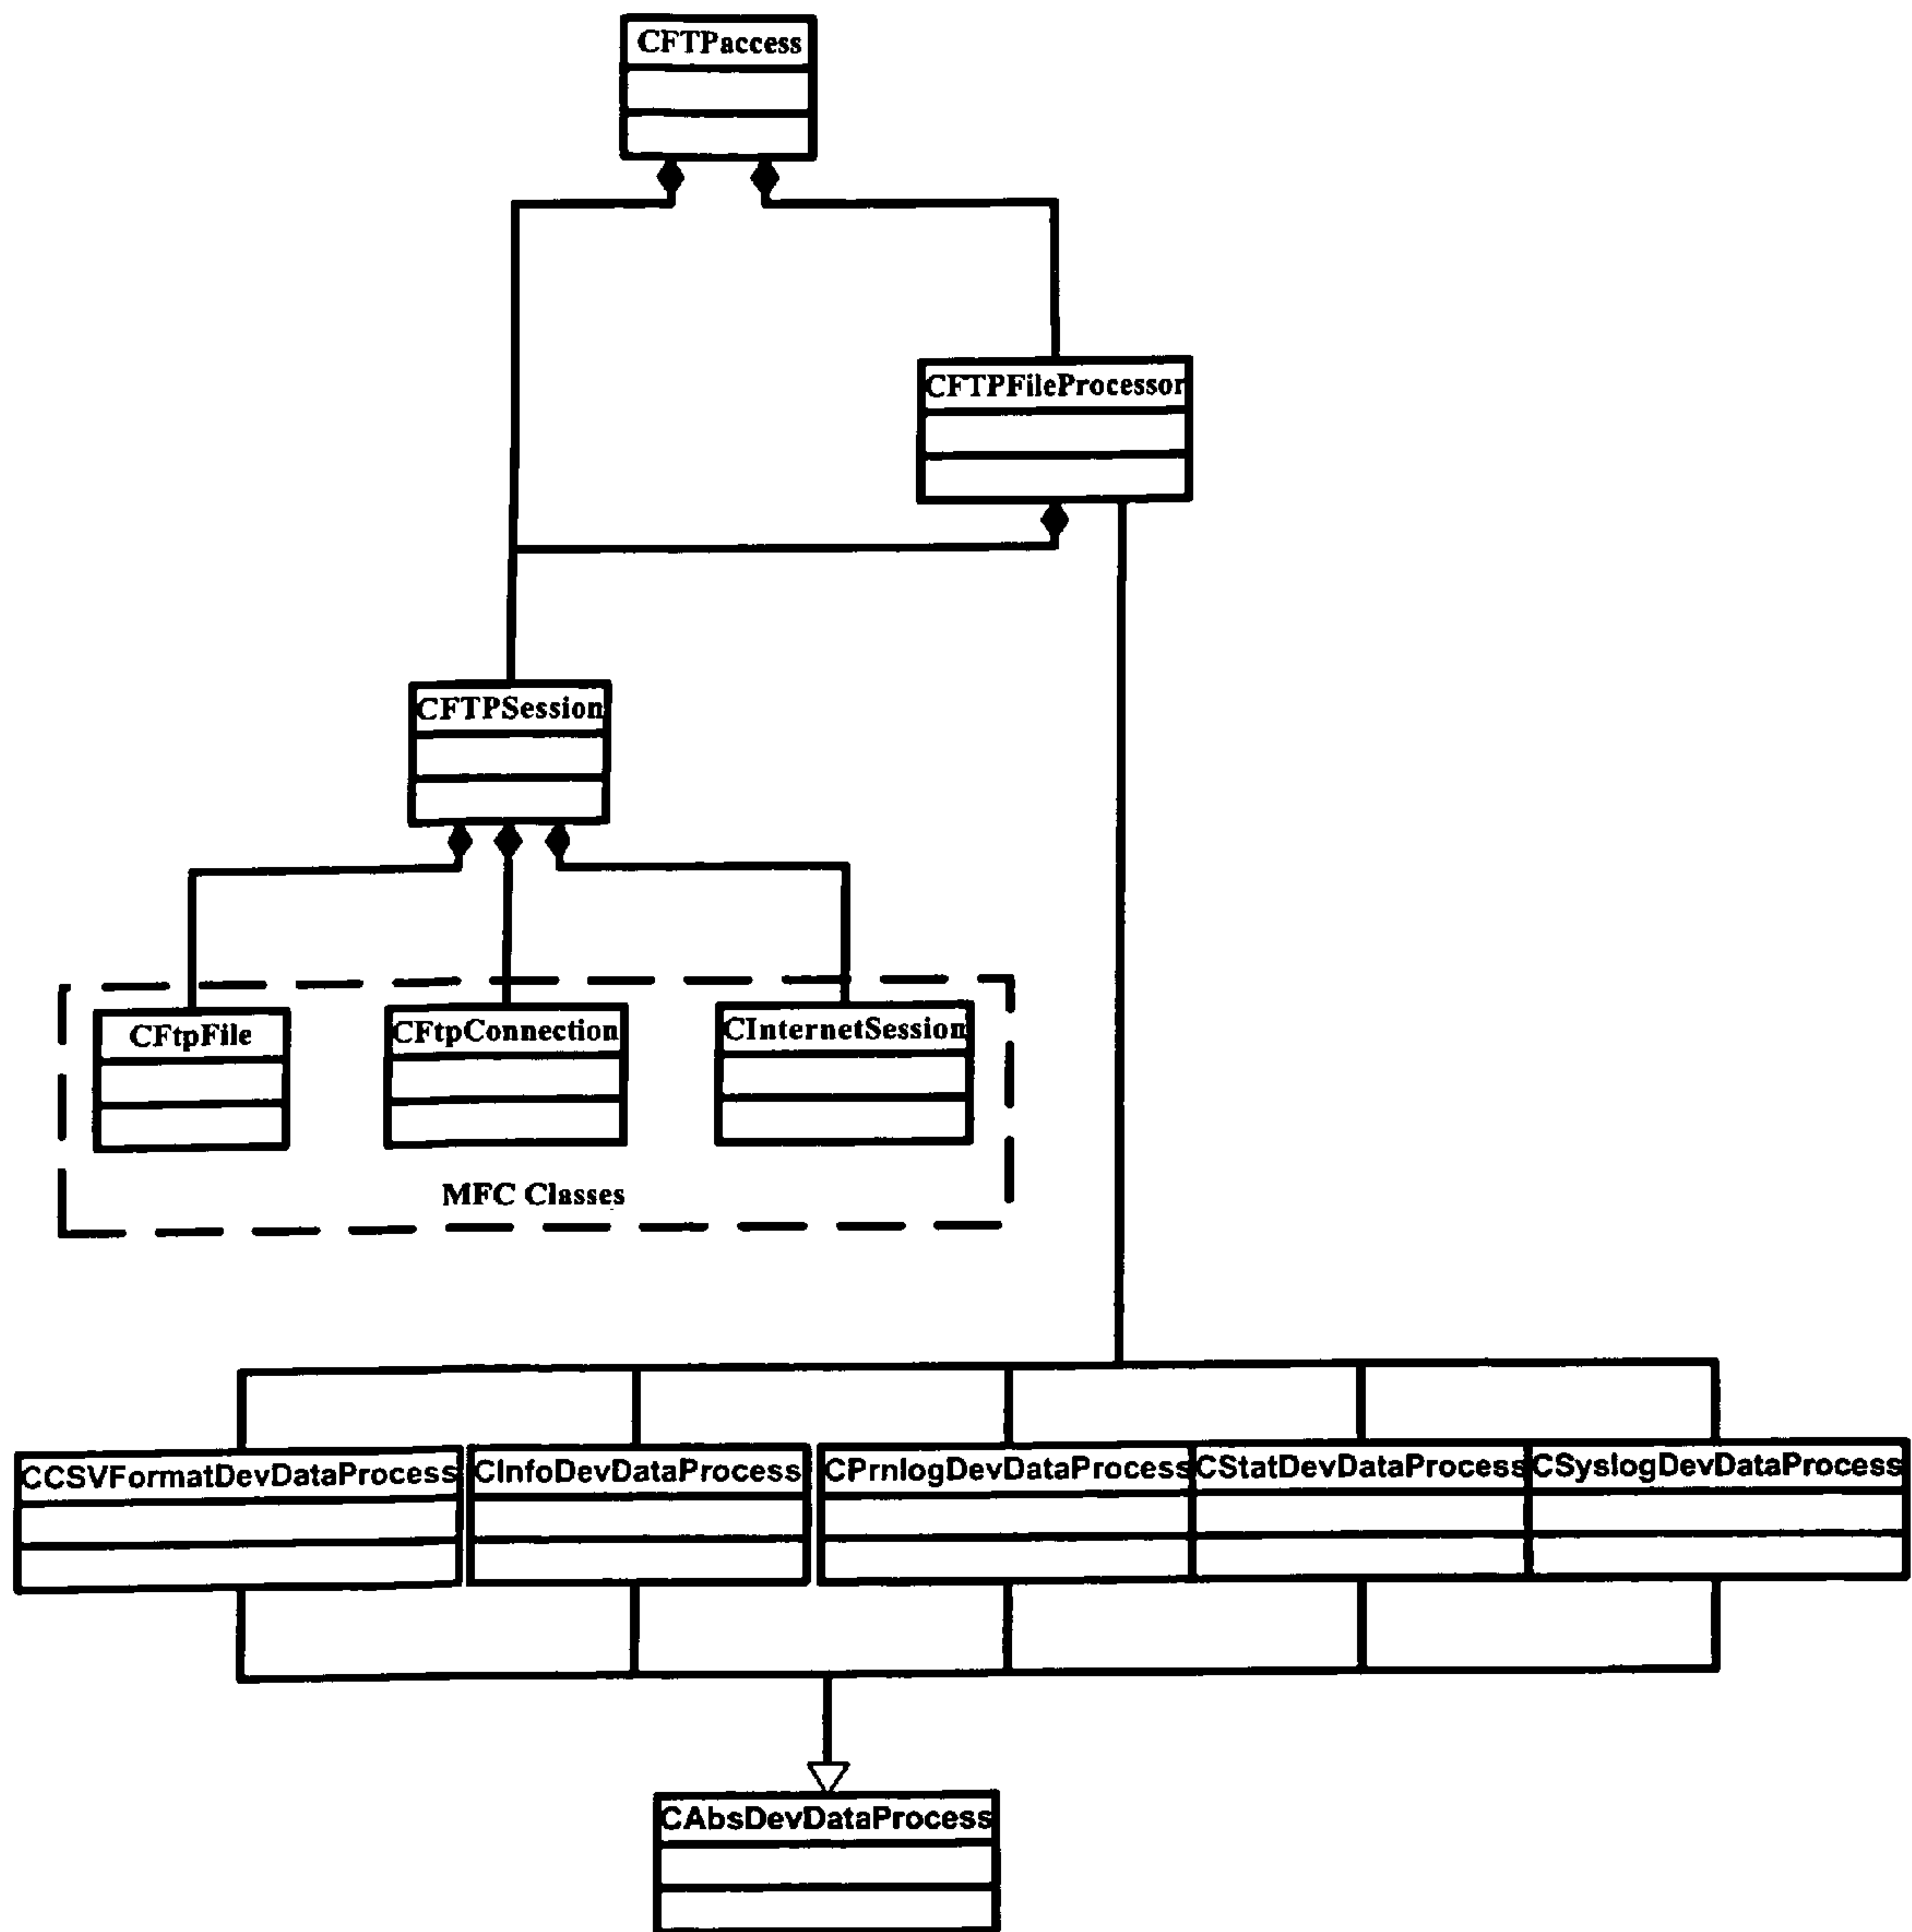 CFTPaccess
CFTPFileProcessor
CFTPSession
CFtpFile
CFtpConnection
CInternetSession
MFC Classes
CCSVFormatDevDataProcess
CInfoDevDataProcess
CPrnlogDevDataProcess
CStatDevDataProcess
CSyslogDevDataProcess
CAbsDevDataProcess